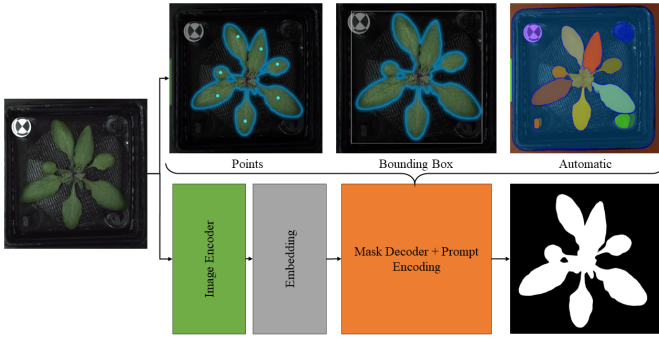 Points
Bounding Box
Automatic
Image Encoder
Embedding
Mask Decoder + Prompt
Encoding